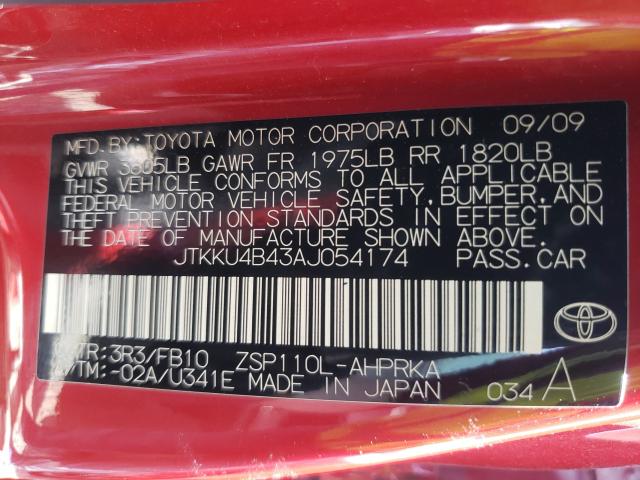 MFD.BY:TOYOTA MOTOR CORPORATION 09/09
GVWR 3805LB GAWR FR 1975LB RR 1820LB
THIS VEHICLE CONFORMS TO ALL APPLICABLE
FEDERAL MOTOR VEHICLE SAFETY,BUMPER,AND
THEFT PREVENTION STANDARDS IN EFFECT ON
THE DATE OF MANUFACTURE SHOWN ABOVE.
JTKKU4B43AJ054174 PASS.CAR
C/TR:3R3/FB10 ZSP110L-AHPRKA
A/TM:-02A/U341E MADE IN JAPAN 034 A